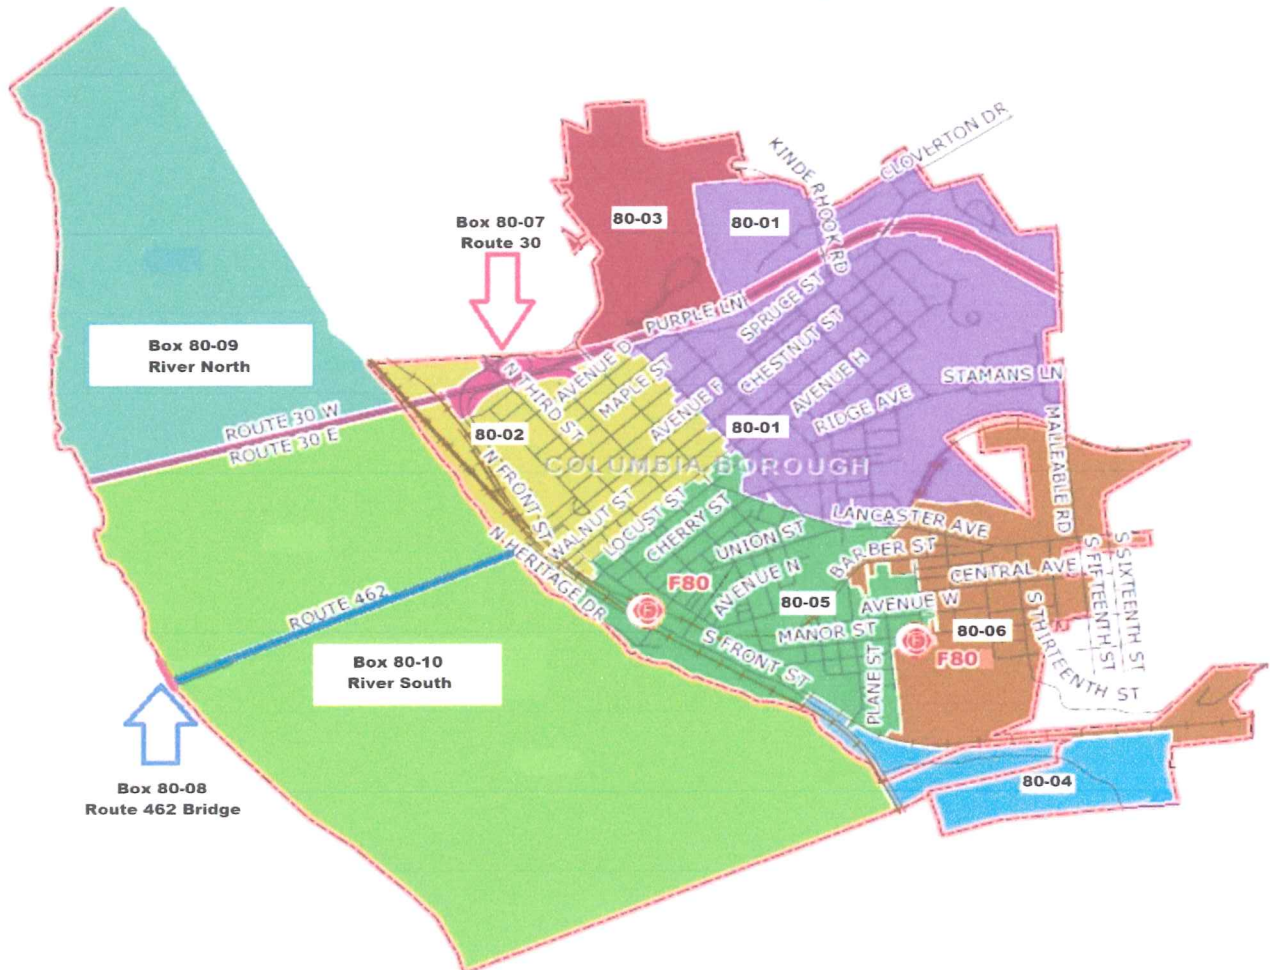 CLOVERTON DR
KINDERHOOK RD
80-03
80-01
Box 80-07
Route 30
PURPLE LN
SPRUCE ST
CHESTNUT ST
AVENUE H
RIDGE AVE
STAMANS LN
Box 80-09
River North
AVENUE D
N THIRD ST
MAPLE ST
AVENUE F
MALLEABLE RD
ROUTE 30 W
ROUTE 30 E
80-02
80-01
COLUMBIA BOROUGH
N FRONT ST
WALNUT ST
LOCUST ST
CHERRY ST
UNION ST
LANCASTER AVE
BARBER ST
N HERITAGE DR
AVENUE N
CENTRAL AVE
S FIFTEENTH ST
S SIXTEENTH ST
F80
F
ROUTE 462
80-05
AVENUE W
MANOR ST
S FRONT ST
PLANE ST
80-06
F
F80
S THIRTEENTH ST
Box 80-10
River South
80-04
Box 80-08
Route 462 Bridge